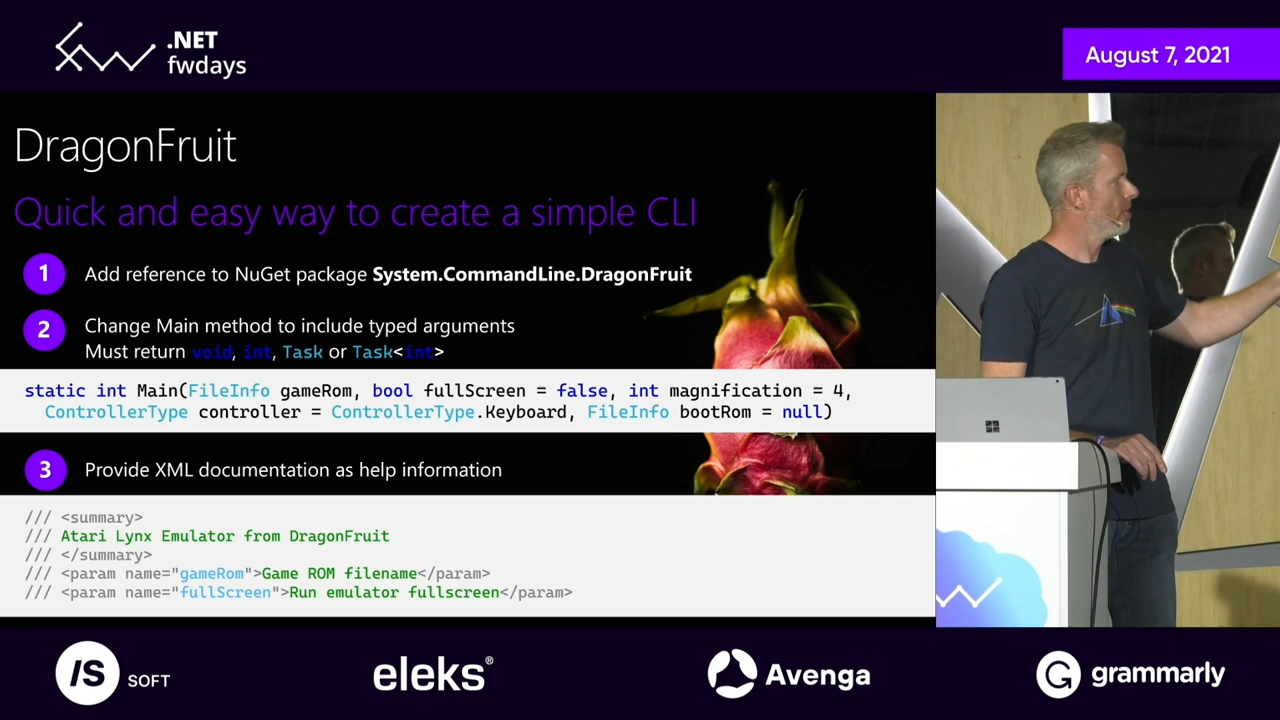 .NET
fwdays
August 7, 2021
DragonFruit
Quick and easy way to create a simple CLI
1 Add reference to NuGet package System.CommandLine.DragonFruit
2 Change Main method to include typed arguments
Must return void, int, Task or Task<int>
static int Main(FileInfo gameRom, bool fullScreen = false, int magnification = 4,
ControllerType controller = ControllerType.Keyboard, FileInfo bootRom = null)
3 Provide XML documentation as help information
/// <summary>
/// Atari Lynx Emulator from DragonFruit
/// </summary>
/// <param name="gameRom">Game ROM filename</param>
/// <param name="fullScreen">Run emulator fullscreen</param>
IS SOFT
eleks®
Avenga
grammarly